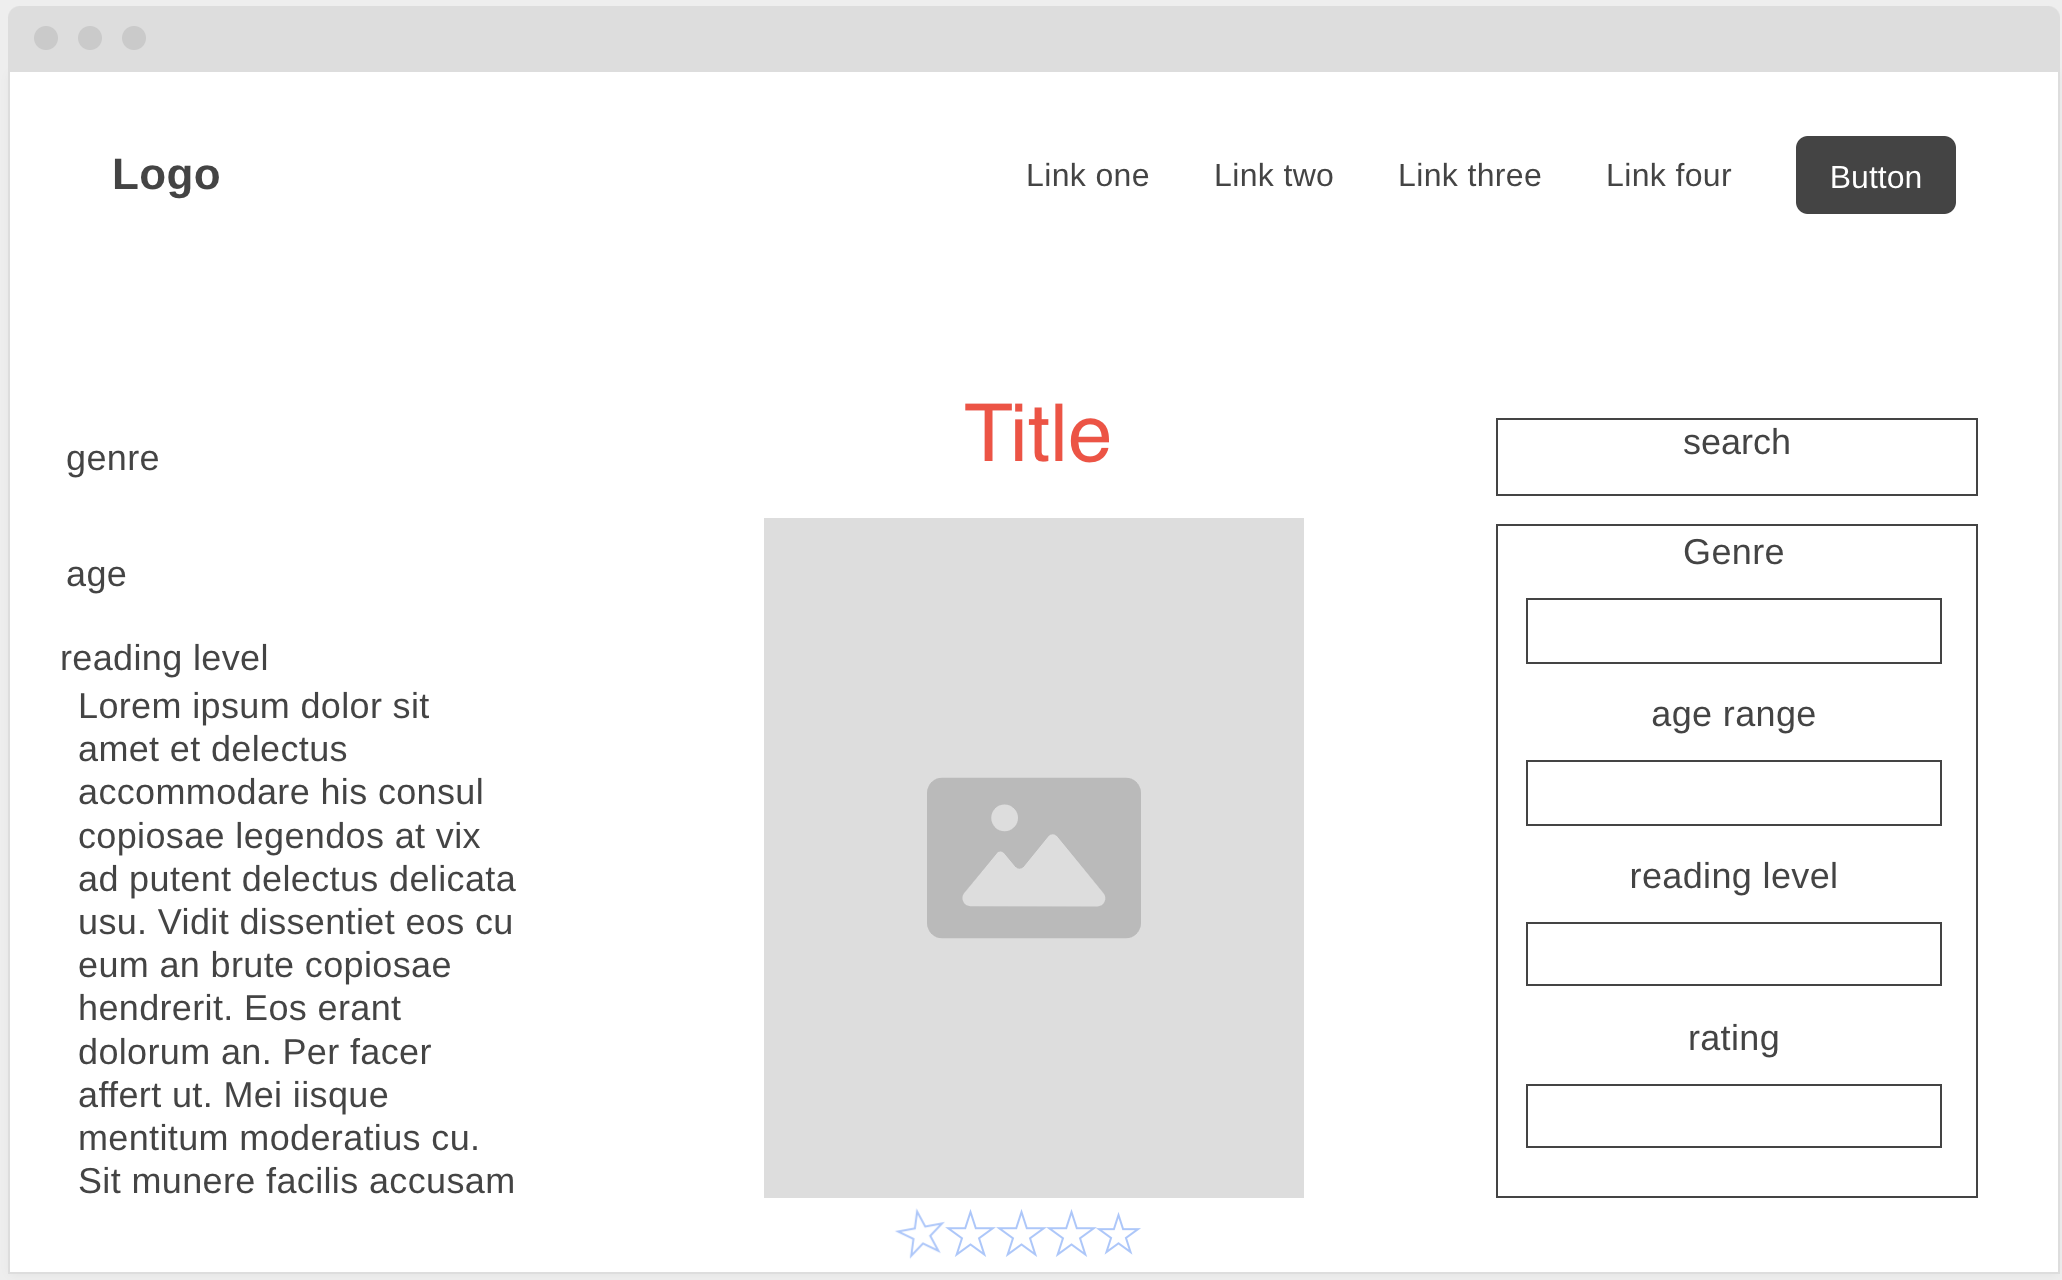 Logo
Link one
Link two
Link three
Link four
Button
genre
age
reading level
Lorem ipsum dolor sit
amet et delectus
accommodare his consul
copiosae legendos at vix
ad putent delectus delicata
usu. Vidit dissentiet eos cu
eum an brute copiosae
hendrerit. Eos erant
dolorum an. Per facer
affert ut. Mei iisque
mentitum moderatius cu.
Sit munere facilis accusam
Title
search
Genre
age range
reading level
rating